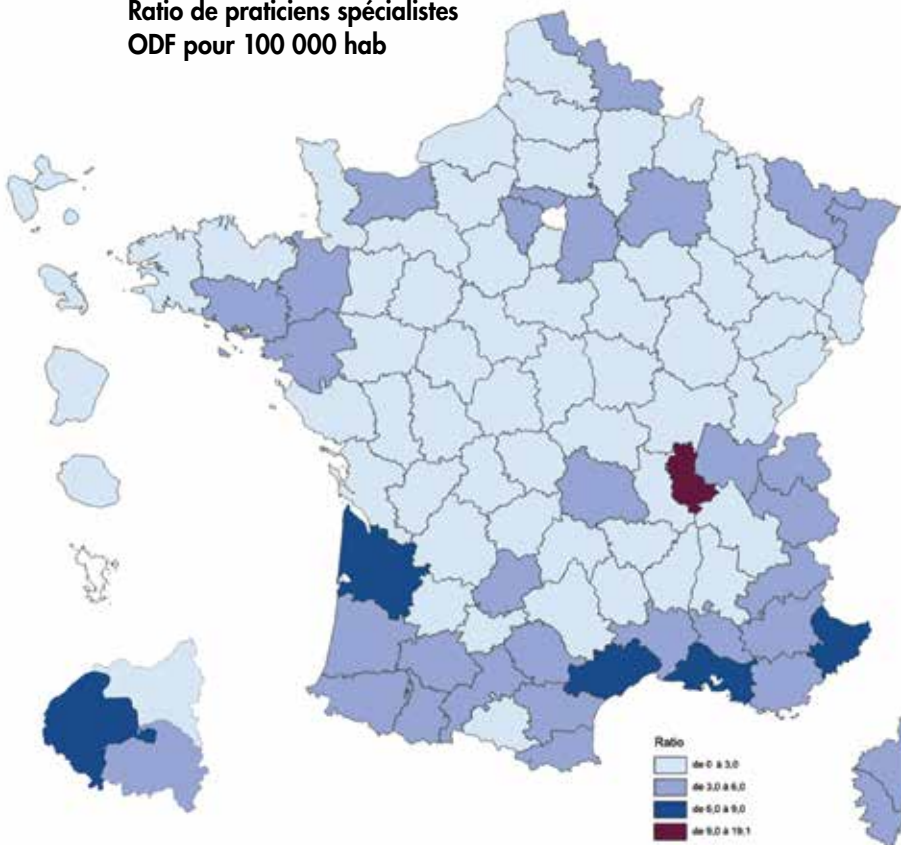 Ratio de praticiens spécialistes
ODF pour 100 000 hab
Ratio
de 0 à 3,0
de 3,0 à 6,0
de 6,0 à 9,0
de 9,0 à 19,1